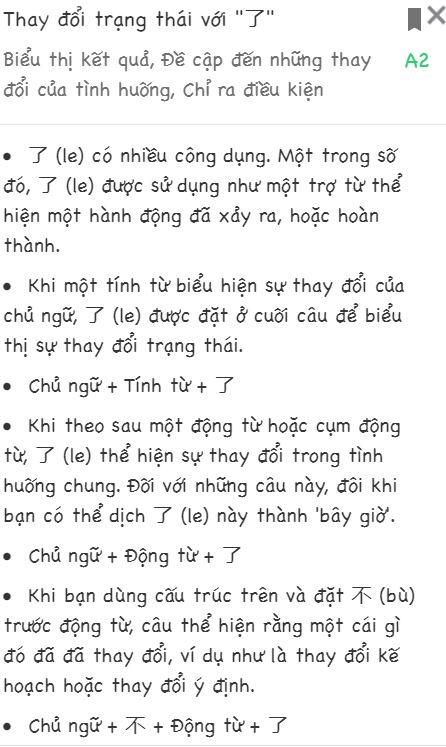 Thay đổi trạng thái với "了"
Biểu thị kết quả, Đề cập đến những thay A2
đổi của tình huống, Chỉ ra điều kiện
• 了 (le) có nhiều công dụng. Một trong số
đó, 了 (le) được sử dụng như một trợ từ thể
hiện một hành động đã xảy ra, hoặc hoàn
thành.
• Khi một tính từ biểu hiện sự thay đổi của
chủ ngữ, 了 (le) được đặt ở cuối câu để biểu
thị sự thay đổi trạng thái.
• Chủ ngữ + Tính từ + 了
• Khi theo sau một động từ hoặc cụm động
từ, 了 (le) thể hiện sự thay đổi trong tình
huống chung. Đối với những câu này, đôi khi
bạn có thể dịch 了 (le) này thành 'bây giờ'.
• Chủ ngữ + Động từ + 了
• Khi bạn dùng cấu trúc trên và đặt 不 (bù)
trước động từ, câu thể hiện rằng một cái gì
đó đã đã thay đổi, ví dụ như là thay đổi kế
hoạch hoặc thay đổi ý định.
• Chủ ngữ + 不 + Động từ + 了